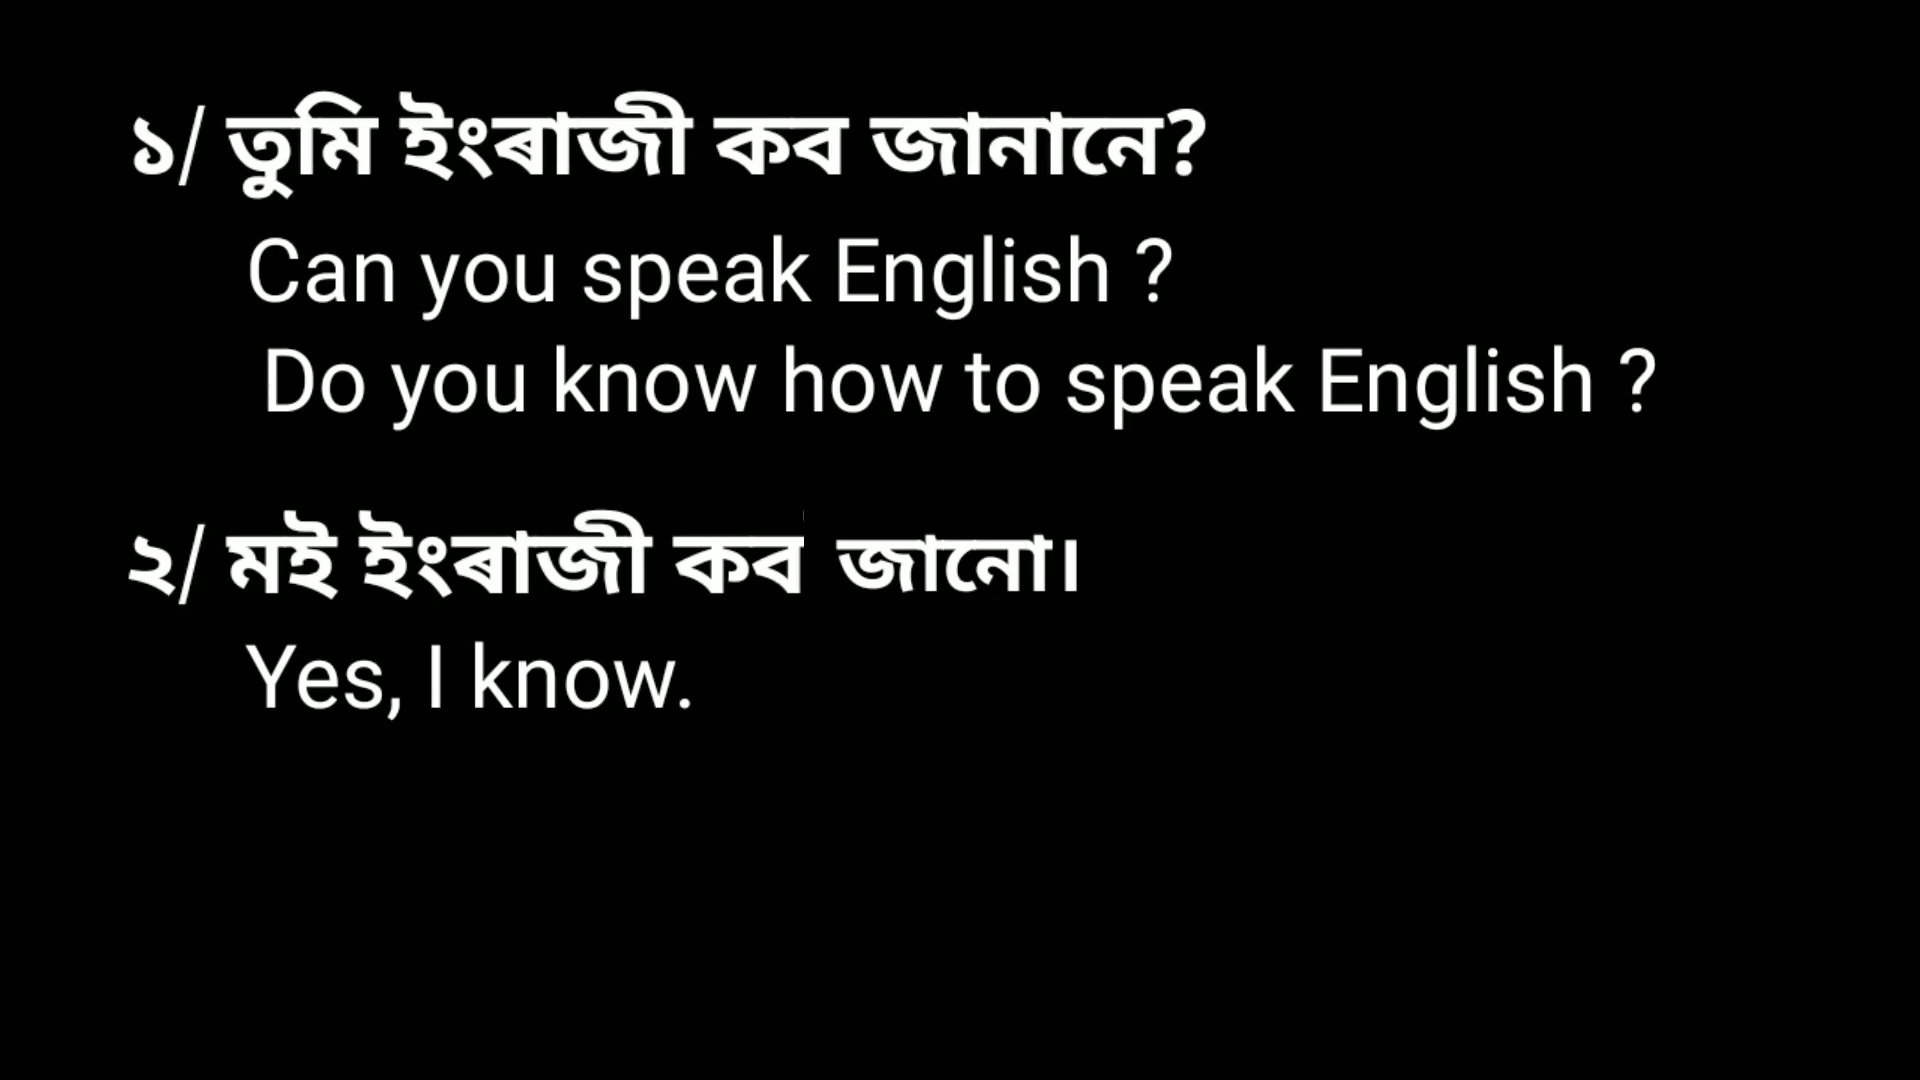 ১/ তুমি ইংৰাজী কব জানানে?
Can you speak English ?
Do you know how to speak English ?
২/ মই ইংৰাজী কব জানো।
Yes, I know.